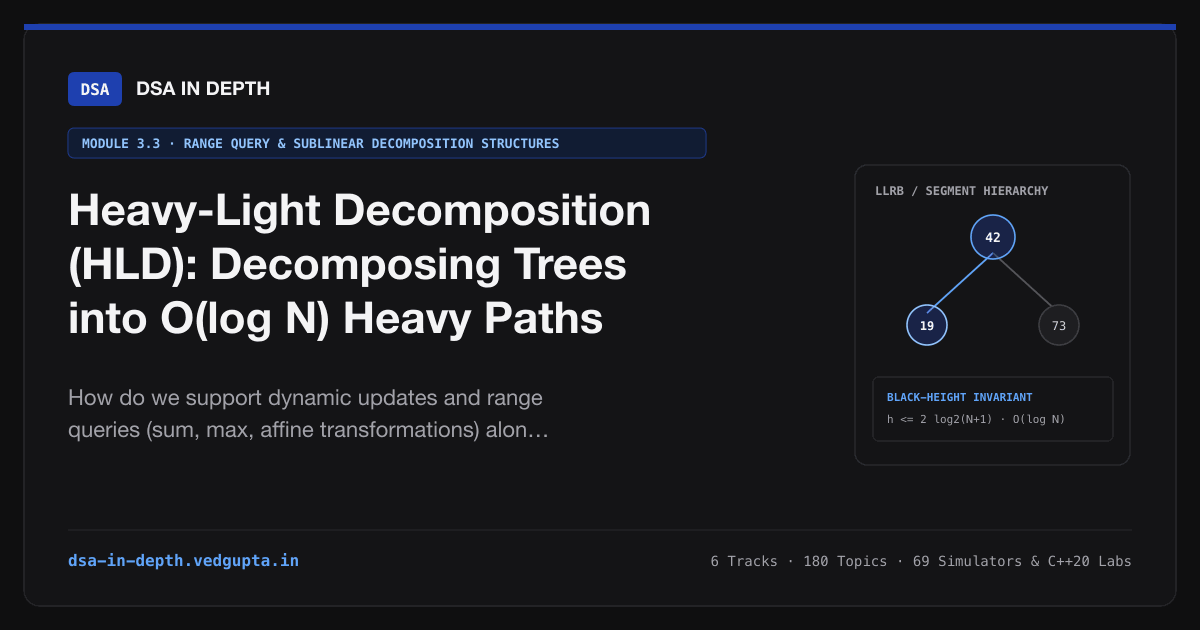 DSA
DSA IN DEPTH
MODULE 3.3 · RANGE QUERY & SUBLINEAR DECOMPOSITION STRUCTURES
Heavy-Light Decomposition
(HLD): Decomposing Trees
into O(log N) Heavy Paths
How do we support dynamic updates and range
queries (sum, max, affine transformations) alon...
LLRB / SEGMENT HIERARCHY
42
19
73
BLACK-HEIGHT INVARIANT
h <= 2 log2(N+1) · O(log N)
dsa-in-depth.vedgupta.in
6 Tracks · 180 Topics · 69 Simulators & C++20 Labs